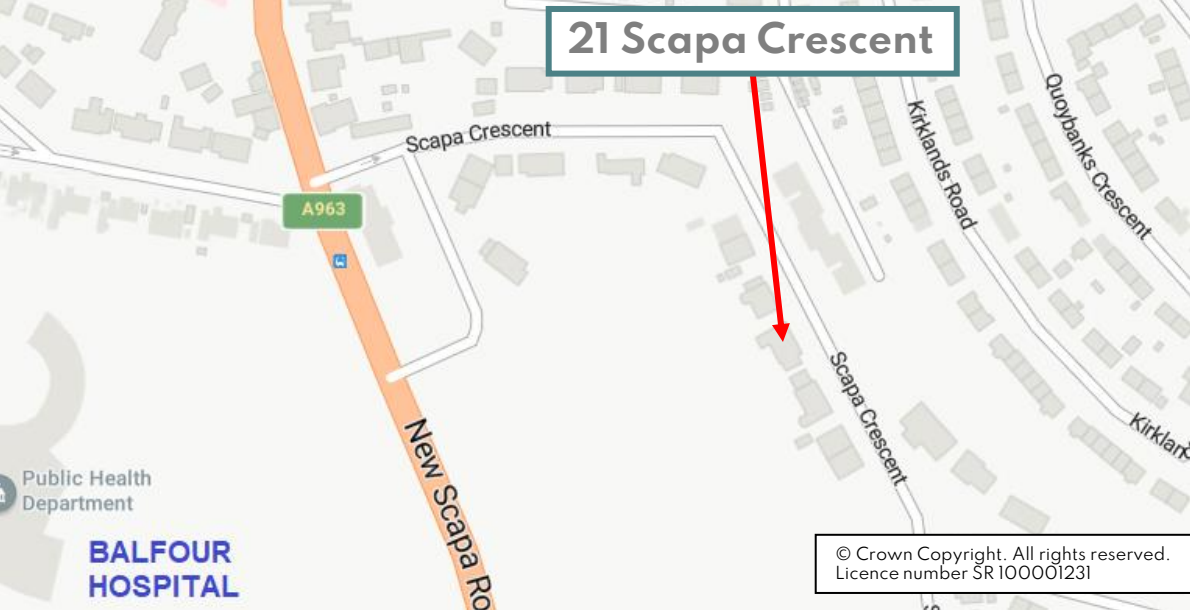 21 Scapa Crescent
Quoybanks Crescent
Kirklands Road
Scapa Crescent
A963
Scapa Crescent
Kirklan
New Scapa Ro
Public Health
Department
BALFOUR
HOSPITAL
© Crown Copyright. All rights reserved.
Licence number SR 100001231